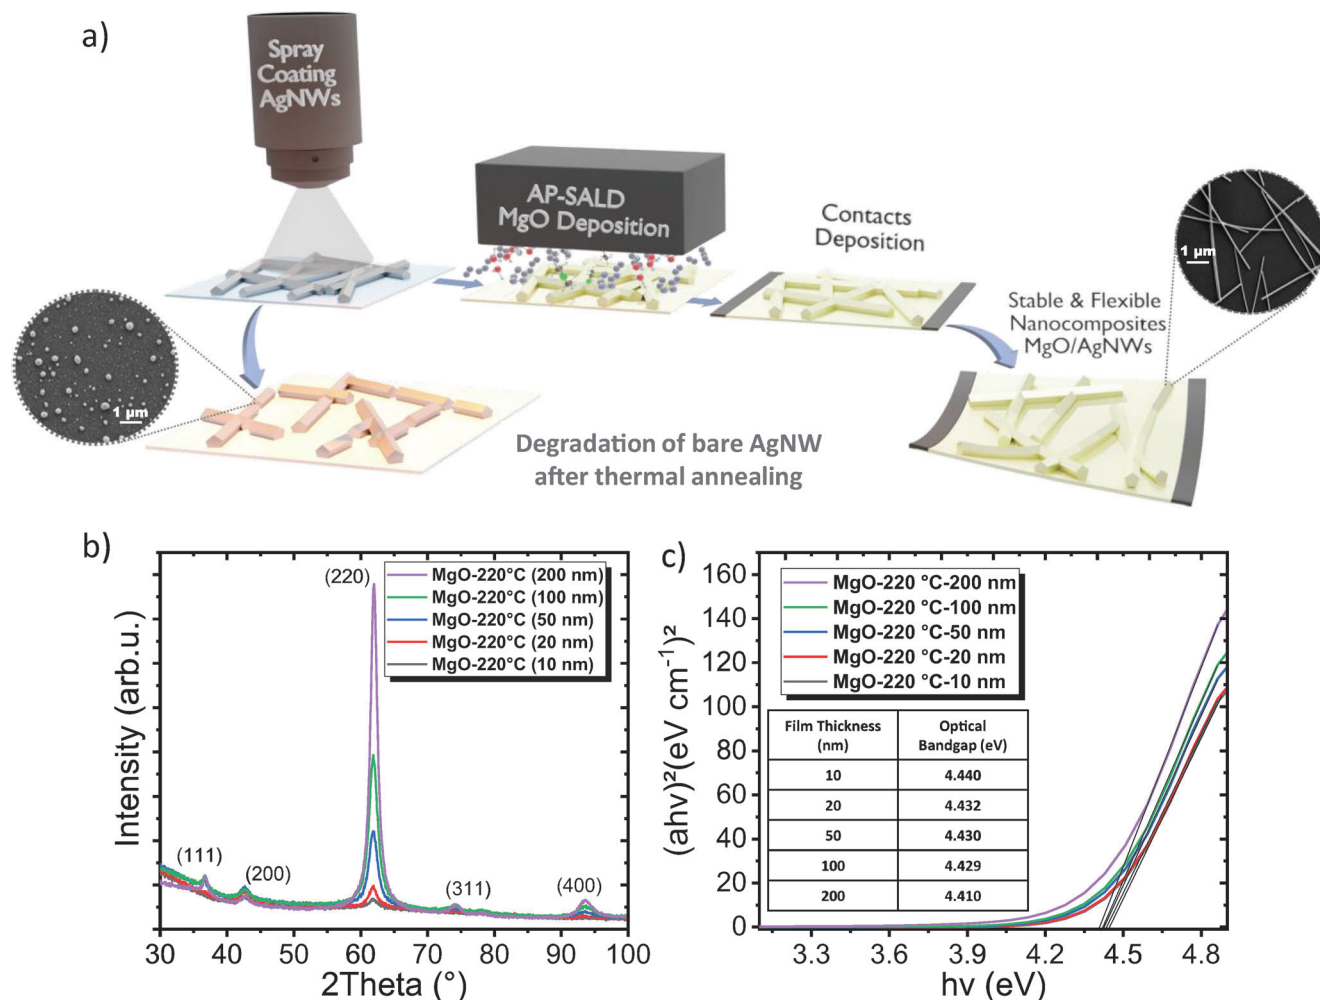 a)
Spray
Coating
AgNWs
AP-SALD
MgO Deposition
Contacts
Deposition
1 µm
Stable & Flexible
Nanocomposites
MgO/AgNWs
1 µm
Degradation of bare AgNW
after thermal annealing
b)
Intensity (arb.u.)
(220)
MgO-220°C (200 nm)
MgO-220°C (100 nm)
MgO-220°C (50 nm)
MgO-220°C (20 nm)
MgO-220°C (10 nm)
(111)
(200)
(311)
(400)
30 40 50 60 70 80 90 100
2Theta (°)
c)
(ahv)²(eV cm⁻¹)²
160
140
120
100
80
60
40
20
0
MgO-220 °C-200 nm
MgO-220 °C-100 nm
MgO-220 °C-50 nm
MgO-220 °C-20 nm
MgO-220 °C-10 nm
Film Thickness Optical
(nm) Bandgap (eV)
10 4.440
20 4.432
50 4.430
100 4.429
200 4.410
3.3 3.6 3.9 4.2 4.5 4.8
hv (eV)